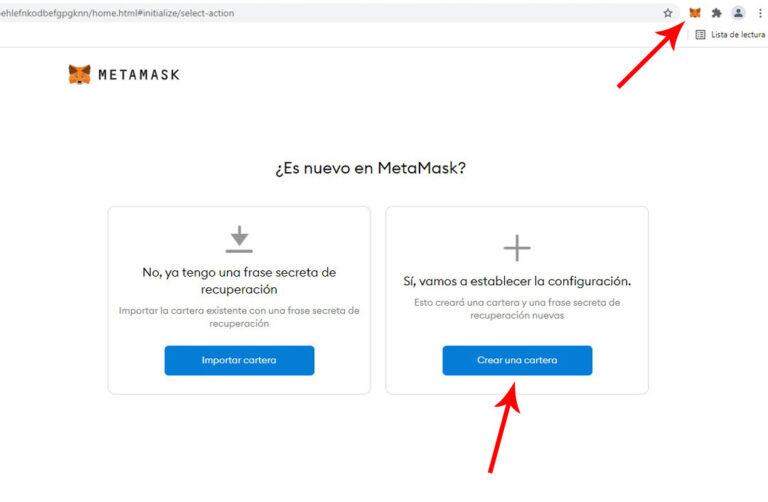 ehlefnkodbefgpgknn/home.html#initialize/select-action
Lista de lectura
METAMASK
¿Es nuevo en MetaMask?
No, ya tengo una frase secreta de
recuperación
Importar la cartera existente con una frase secreta de
recuperación
Importar cartera
Sí, vamos a establecer la configuración.
Esto creará una cartera y una frase secreta de
recuperación nuevas
Crear una cartera